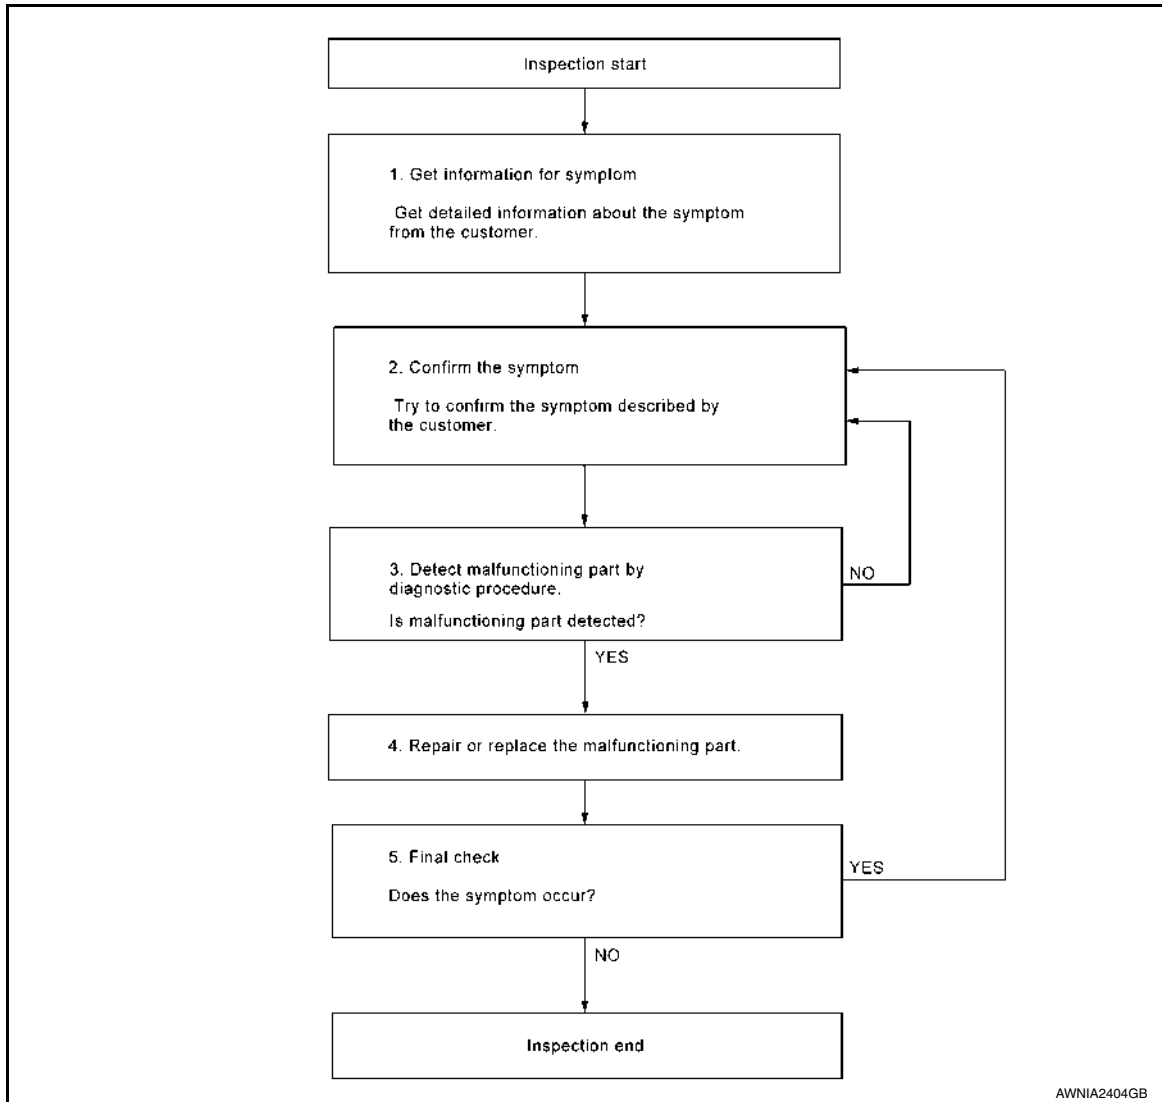 Inspection start
1. Get information for symptom
Get detailed information about the symptom
from the customer.
2. Confirm the symptom
Try to confirm the symptom described by
the customer.
3. Detect malfunctioning part by
diagnostic procedure.
Is malfunctioning part detected?
NO
YES
4. Repair or replace the malfunctioning part.
5. Final check
Does the symptom occur?
YES
NO
Inspection end
AWNIA2404GB